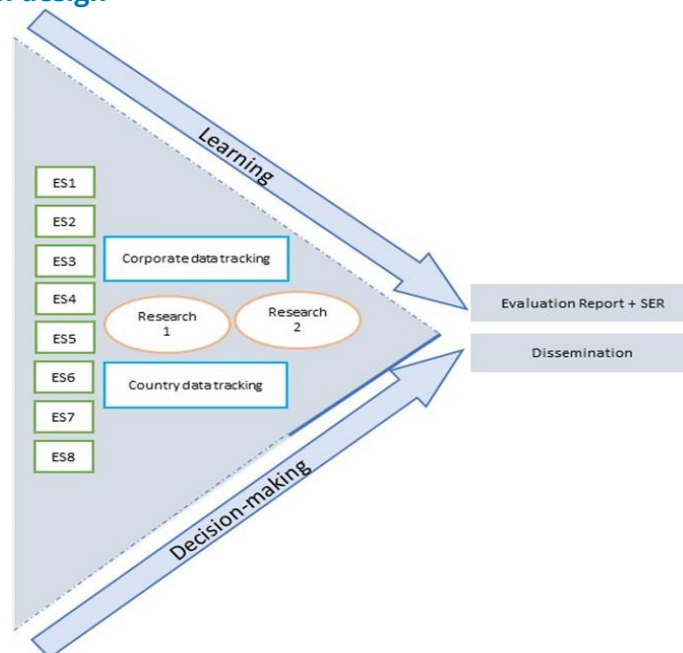 design
Learning
ES1
ES2
ES3
ES4
ES5
ES6
ES7
ES8
Corporate data tracking
Research
1
Research
2
Country data tracking
Decision-making
Evaluation Report + SER
Dissemination